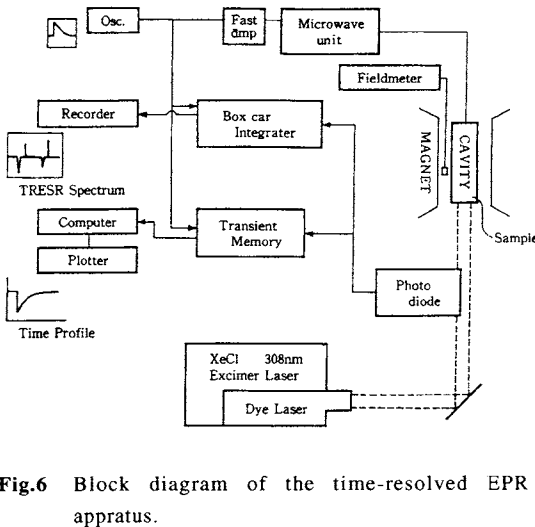 Osc.
Fast
amp
Microwave
unit
Fieldmeter
Recorder
Box car
Integrater
MAGNET
CAVITY
TRESR Spectrum
Sample
Computer
Transient
Memory
Plotter
Photo
diode
Time Profile
XeCl 308nm
Excimer Laser
Dye Laser
Fig.6 Block diagram of the time-resolved EPR
appratus.